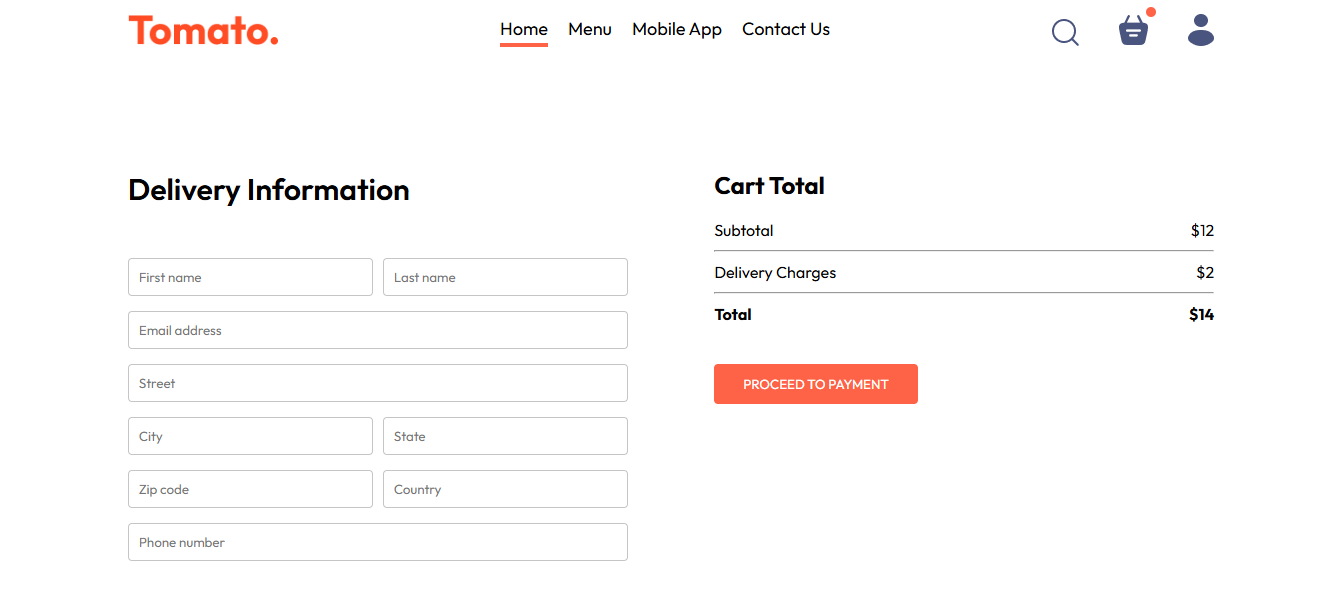 Tomato.
Home Menu Mobile App Contact Us
Delivery Information
First name Last name
Email address
Street
City State
Zip code Country
Phone number
Cart Total
Subtotal $12
Delivery Charges $2
Total $14
PROCEED TO PAYMENT